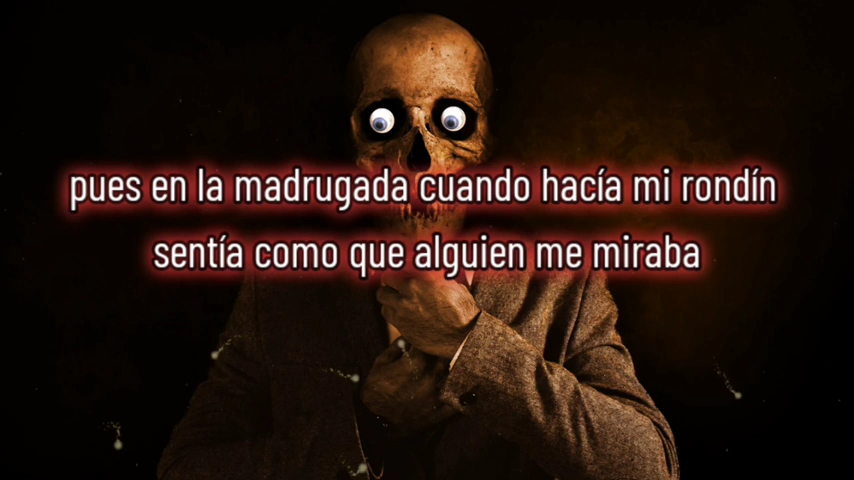 pues en la madrugada cuando hacía mi rondín
sentía como que alguien me miraba